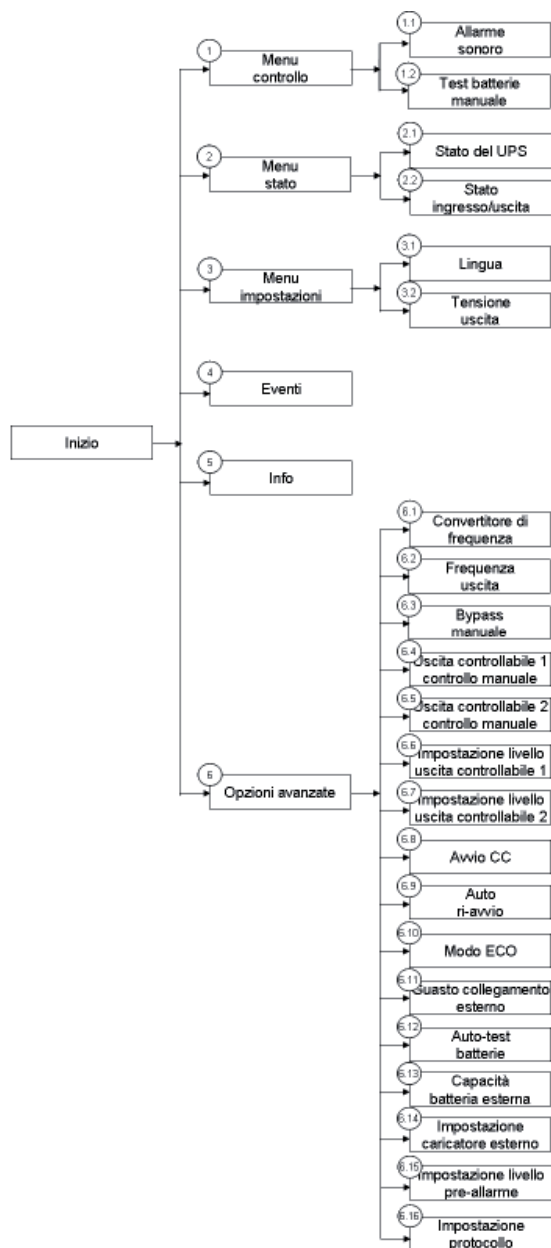 1
Menu
controllo
1.1
Allarme
sonoro
1.2
Test batterie
manuale
2
Menu
stato
2.1
Stato del UPS
2.2
Stato
ingresso/uscita
3
Menu
impostazioni
3.1
Lingua
3.2
Tensione
uscita
4
Eventi
Inizio
5
Info
6
Opzioni avanzate
6.1
Convertitore di
frequenza
6.2
Frequenza
uscita
6.3
Bypass
manuale
6.4
Uscita controllabile 1
controllo manuale
6.5
Uscita controllabile 2
controllo manuale
6.6
Impostazione livello
uscita controllabile 1
6.7
Impostazione livello
uscita controllabile 2
6.8
Avvio CC
6.9
Auto
ri-avvio
6.10
Modo ECO
6.11
Guasto collegamento
esterno
6.12
Auto-test
batterie
6.13
Capacità
batteria esterna
6.14
Impostazione
caricatore esterno
6.15
Impostazione livello
pre-allarme
6.16
Impostazione
protocollo